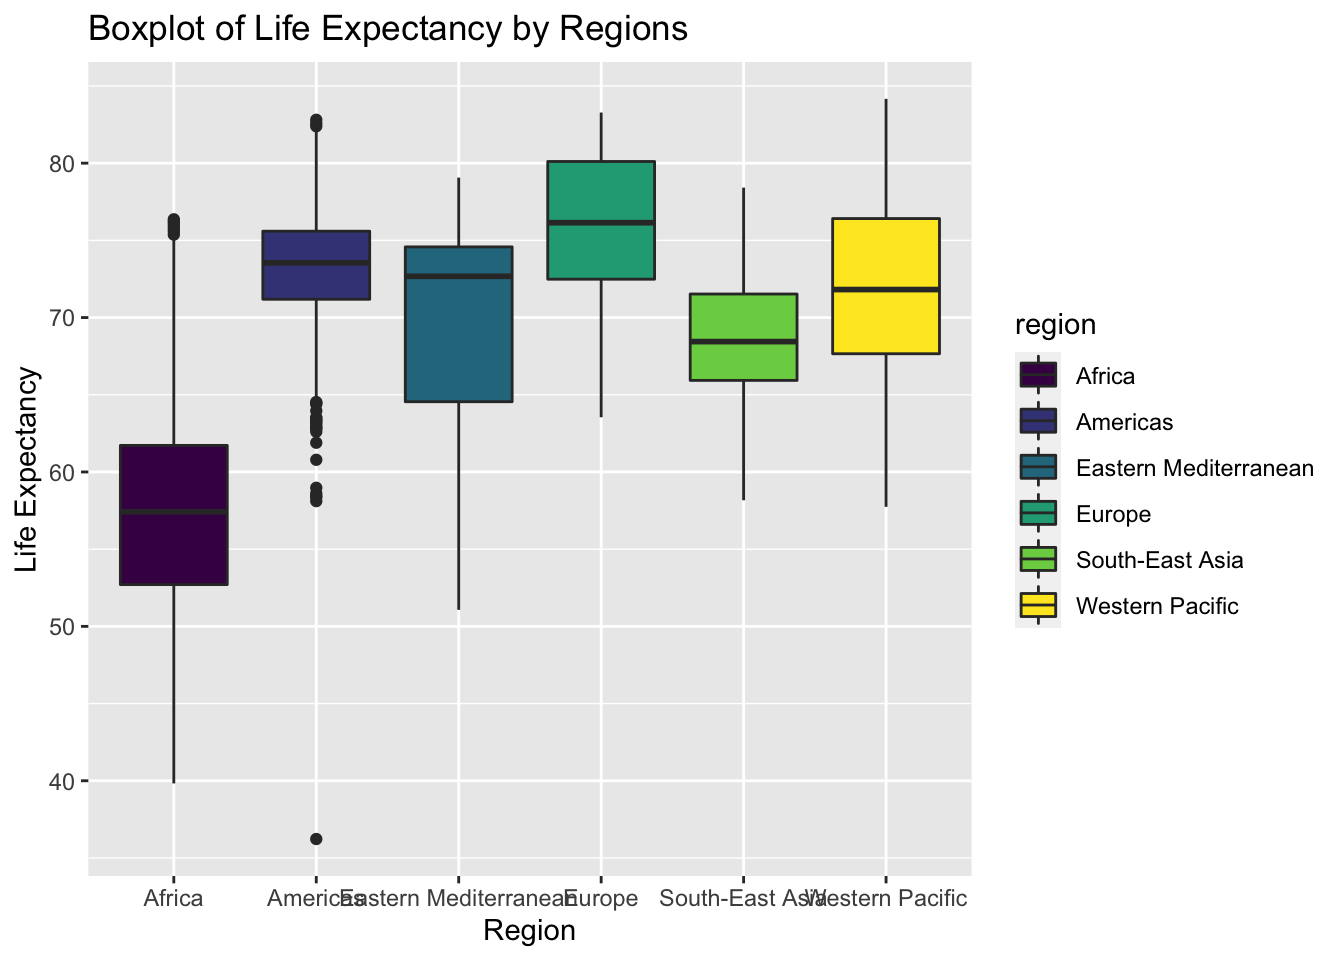 Boxplot of Life Expectancy by Regions
80
70
60
50
40
Life Expectancy
Africa
Americas
Eastern Mediterranean
Europe
South-East Asia
Western Pacific
Region
region
Africa
Americas
Eastern Mediterranean
Europe
South-East Asia
Western Pacific